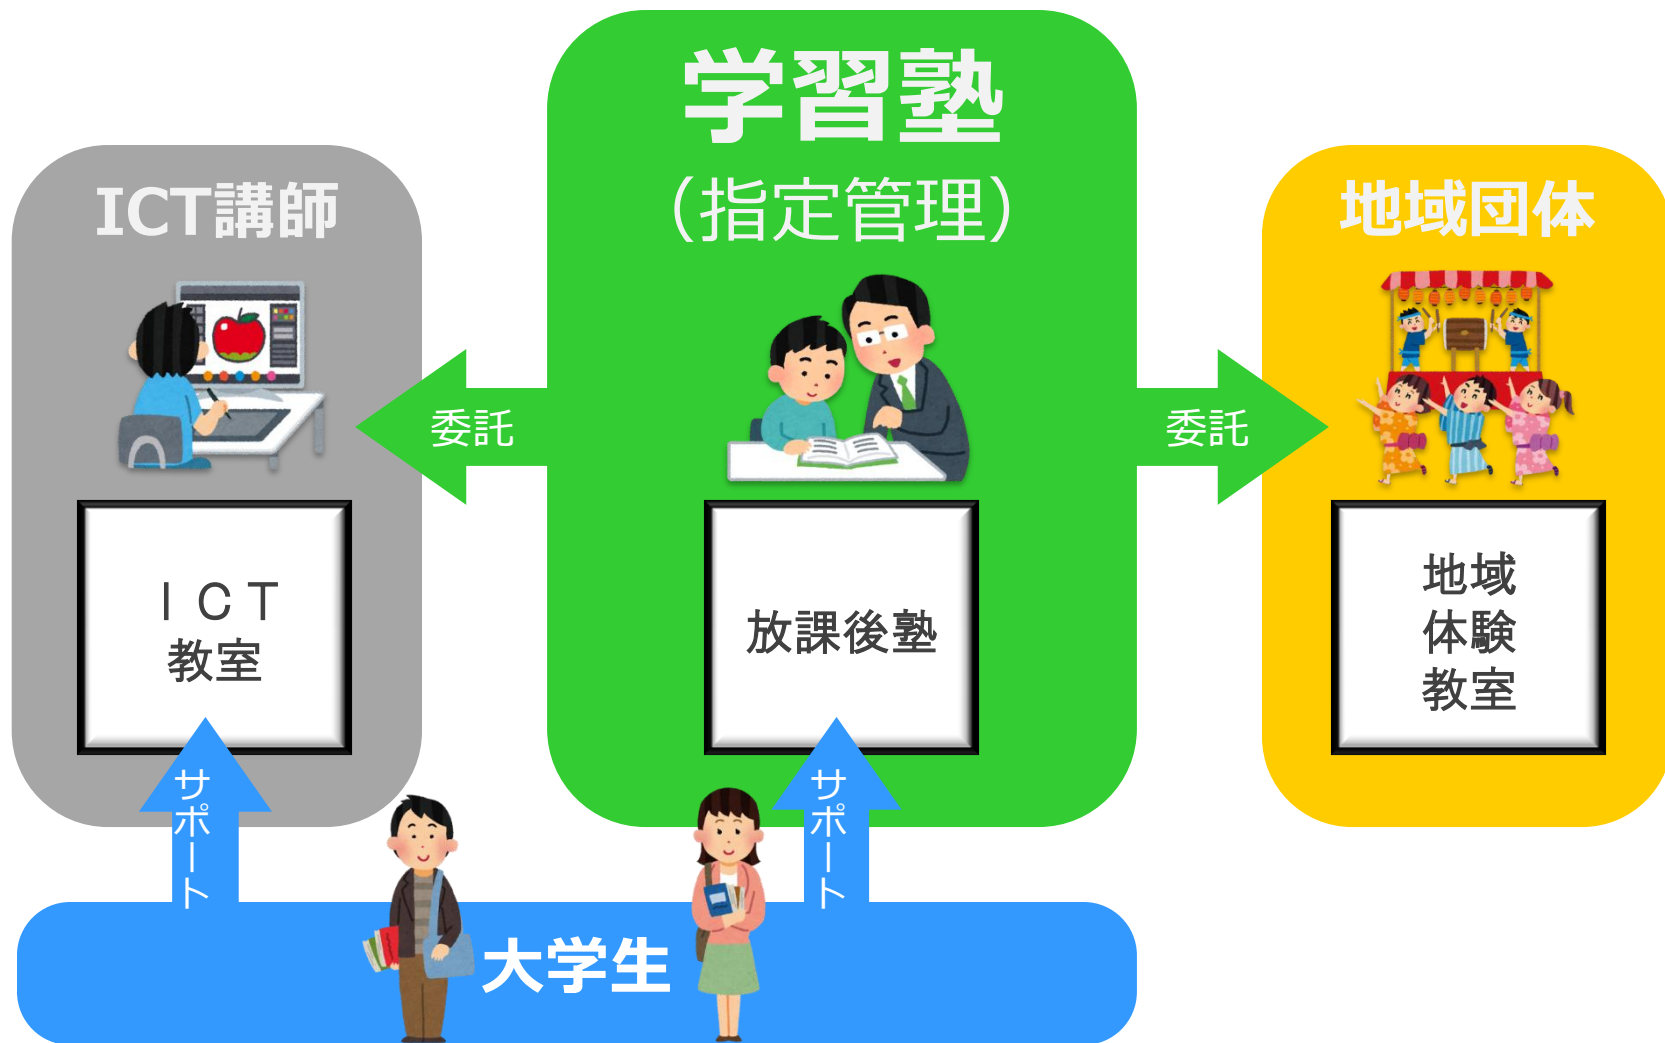 学習塾
（指定管理）
ICT講師
地域団体
委託
委託
ＩＣＴ
教室
放課後塾
地域
体験
教室
サポート
サポート
大学生